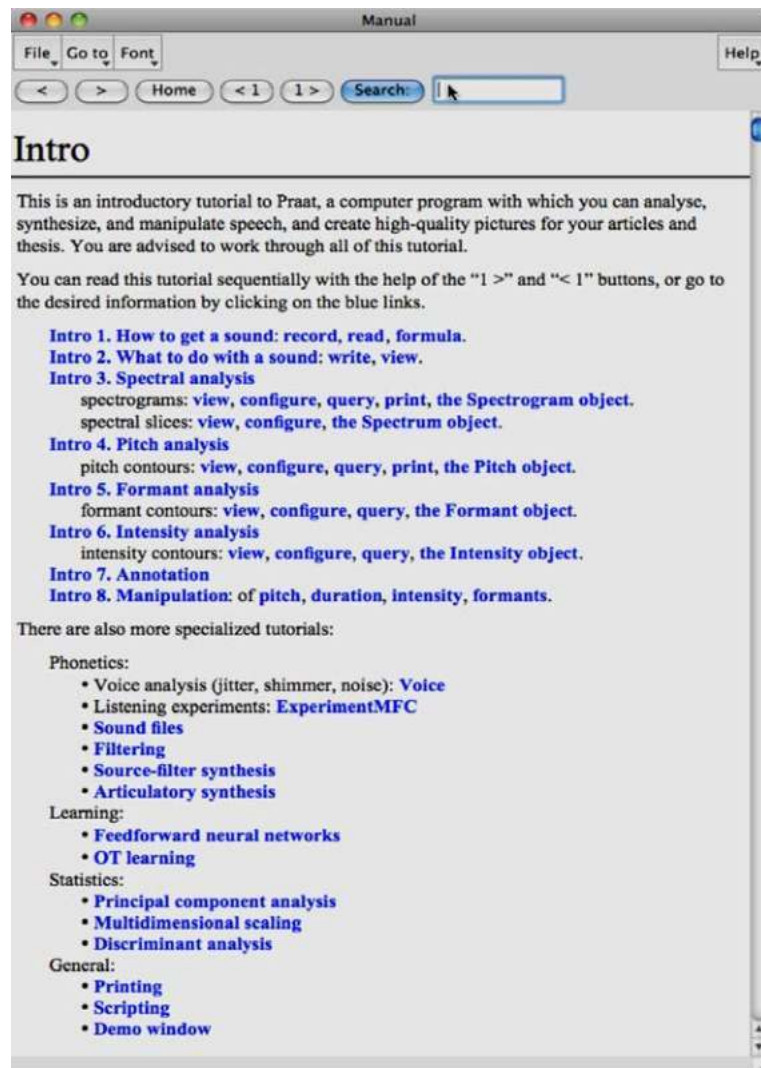 Manual
File Go to Font Help
< > Home < 1 1 > Search:
Intro
This is an introductory tutorial to Praat, a computer program with which you can analyse,
synthesize, and manipulate speech, and create high-quality pictures for your articles and
thesis. You are advised to work through all of this tutorial.
You can read this tutorial sequentially with the help of the “1 >” and “< 1” buttons, or go to
the desired information by clicking on the blue links.
Intro 1. How to get a sound: record, read, formula.
Intro 2. What to do with a sound: write, view.
Intro 3. Spectral analysis
spectrograms: view, configure, query, print, the Spectrogram object.
spectral slices: view, configure, the Spectrum object.
Intro 4. Pitch analysis
pitch contours: view, configure, query, print, the Pitch object.
Intro 5. Formant analysis
formant contours: view, configure, query, the Formant object.
Intro 6. Intensity analysis
intensity contours: view, configure, query, the Intensity object.
Intro 7. Annotation
Intro 8. Manipulation: of pitch, duration, intensity, formants.
There are also more specialized tutorials:
Phonetics:
• Voice analysis (jitter, shimmer, noise): Voice
• Listening experiments: ExperimentMFC
• Sound files
• Filtering
• Source-filter synthesis
• Articulatory synthesis
Learning:
• Feedforward neural networks
• OT learning
Statistics:
• Principal component analysis
• Multidimensional scaling
• Discriminant analysis
General:
• Printing
• Scripting
• Demo window